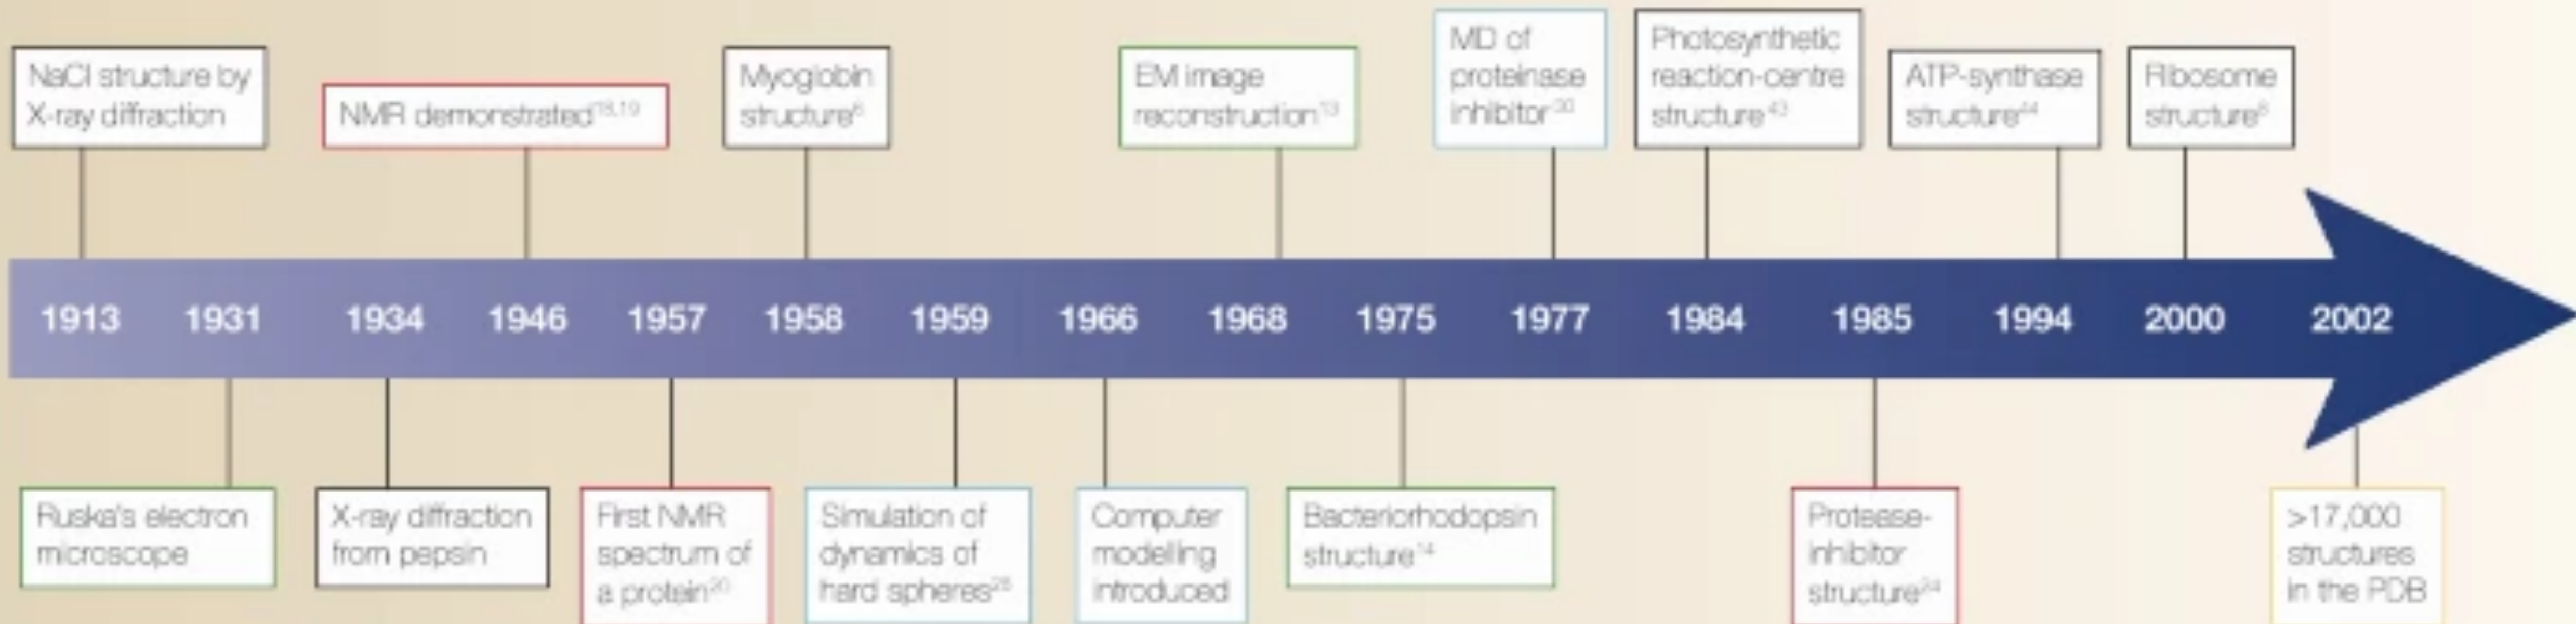 NaCl structure by
X-ray diffraction
NMR demonstrated18,19
Myoglobin
structure6
EM image
reconstruction13
MD of
proteinase
inhibitor30
Photosynthetic
reaction-centre
structure43
ATP-synthase
structure44
Ribosome
structure8
1913 1931 1934 1946 1957 1958 1959 1966 1968 1975 1977 1984 1985 1994 2000 2002
Ruska's electron
microscope
X-ray diffraction
from pepsin
First NMR
spectrum of
a protein20
Simulation of
dynamics of
hard spheres28
Computer
modelling
introduced
Bacteriorhodopsin
structure14
Protease-
inhibitor
structure24
>17,000
structures
in the PDB